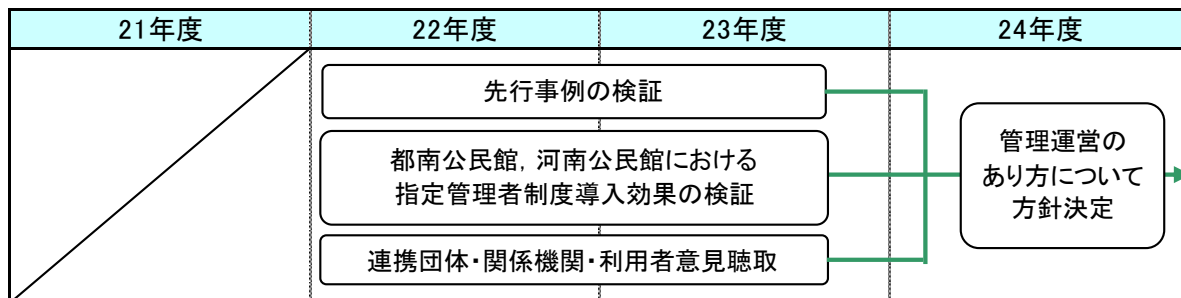 21年度
22年度
23年度
24年度
先行事例の検証
都南公民館，河南公民館における
指定管理者制度導入効果の検証
連携団体・関係機関・利用者意見聴取
管理運営の
あり方について
方針決定